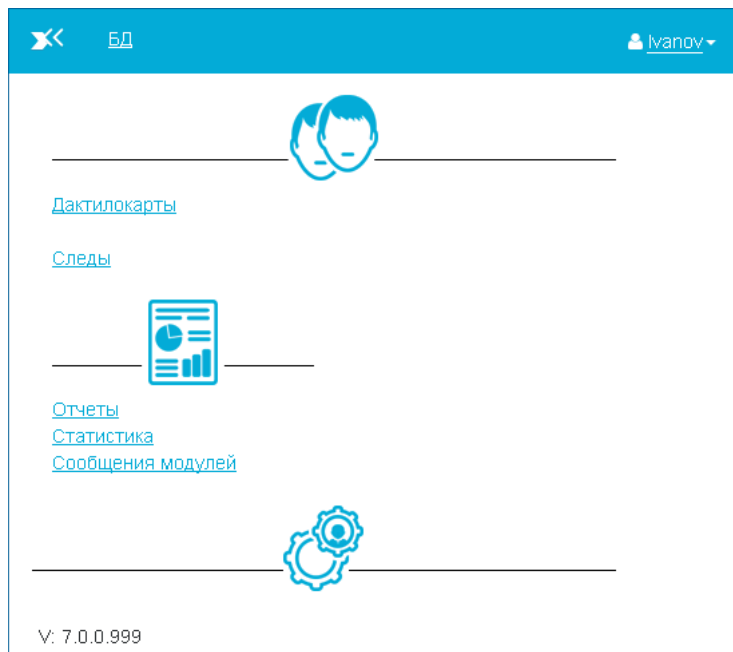 БД Ivanov
Дактилокарты
Следы
Отчеты
Статистика
Сообщения модулей
V: 7.0.0.999